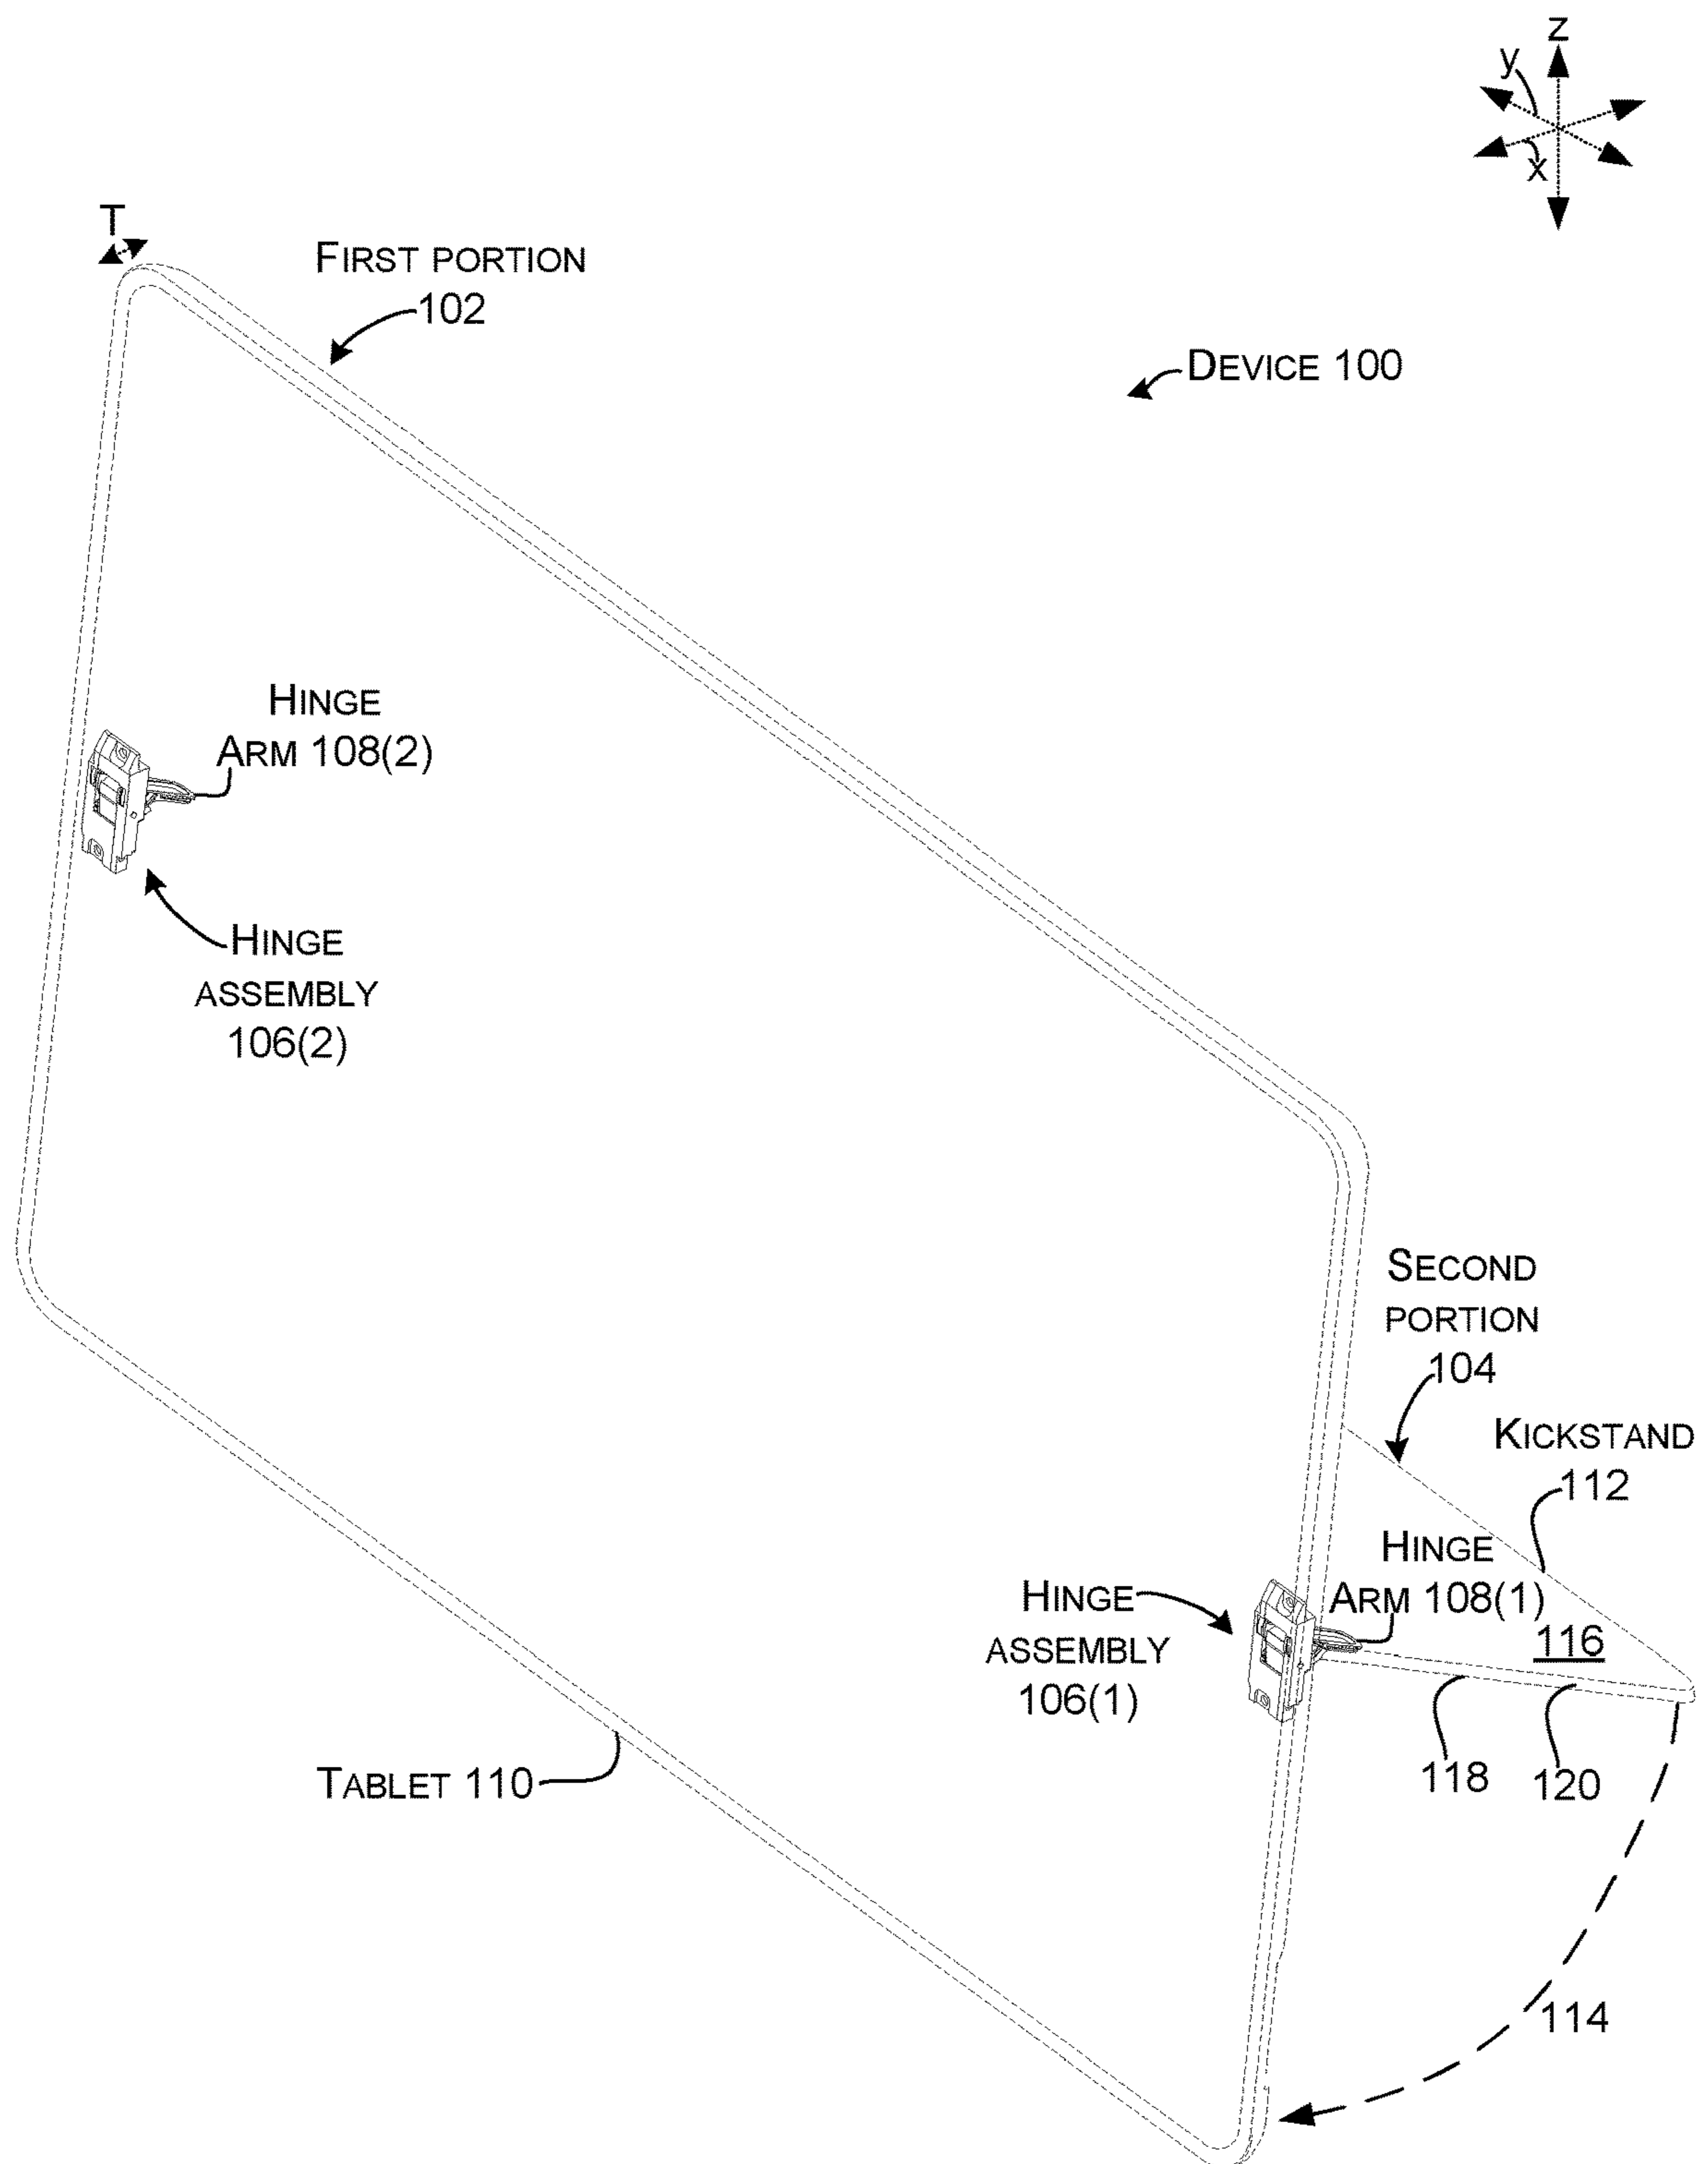 z
y
x
T
FIRST PORTION
102
DEVICE 100
HINGE
ARM 108(2)
HINGE
ASSEMBLY
106(2)
SECOND
PORTION
104
KICKSTAND
112
HINGE
ARM 108(1)
116
HINGE
ASSEMBLY
106(1)
118
120
TABLET 110
114